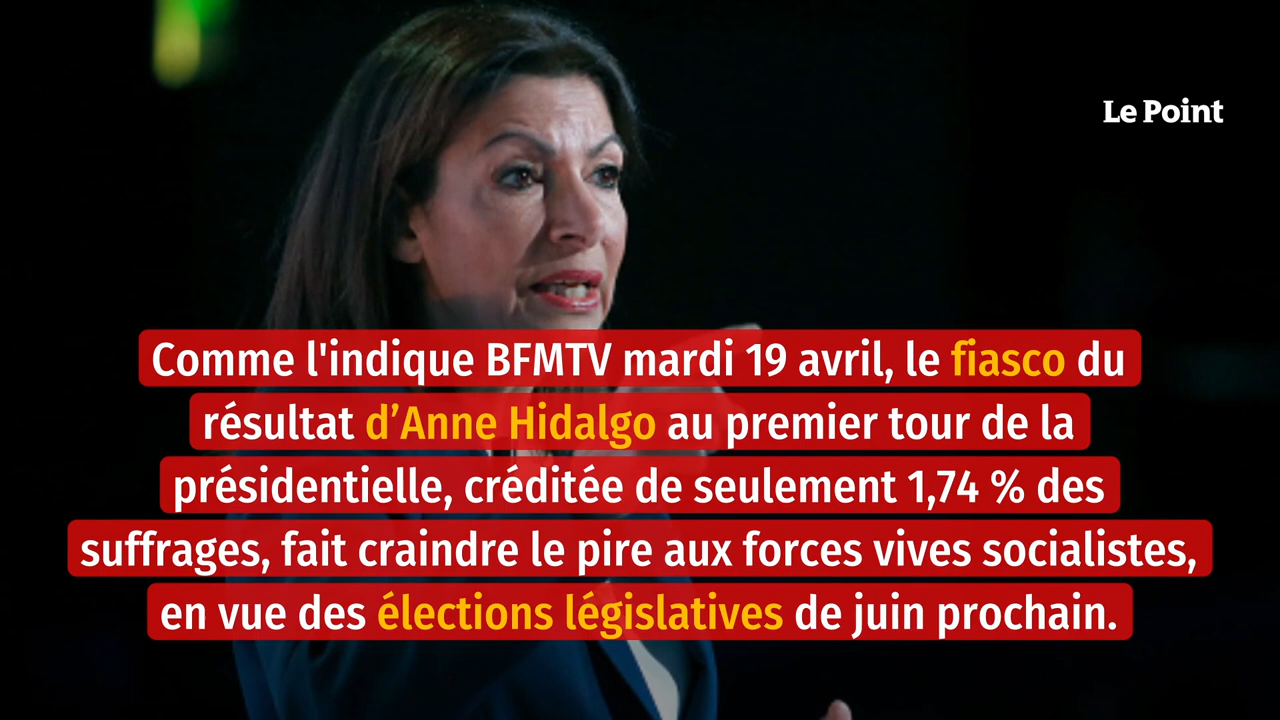 Le Point
Comme l'indique BFMTV mardi 19 avril, le fiasco du
résultat d’Anne Hidalgo au premier tour de la
présidentielle, créditée de seulement 1,74 % des
suffrages, fait craindre le pire aux forces vives socialistes,
en vue des élections législatives de juin prochain.